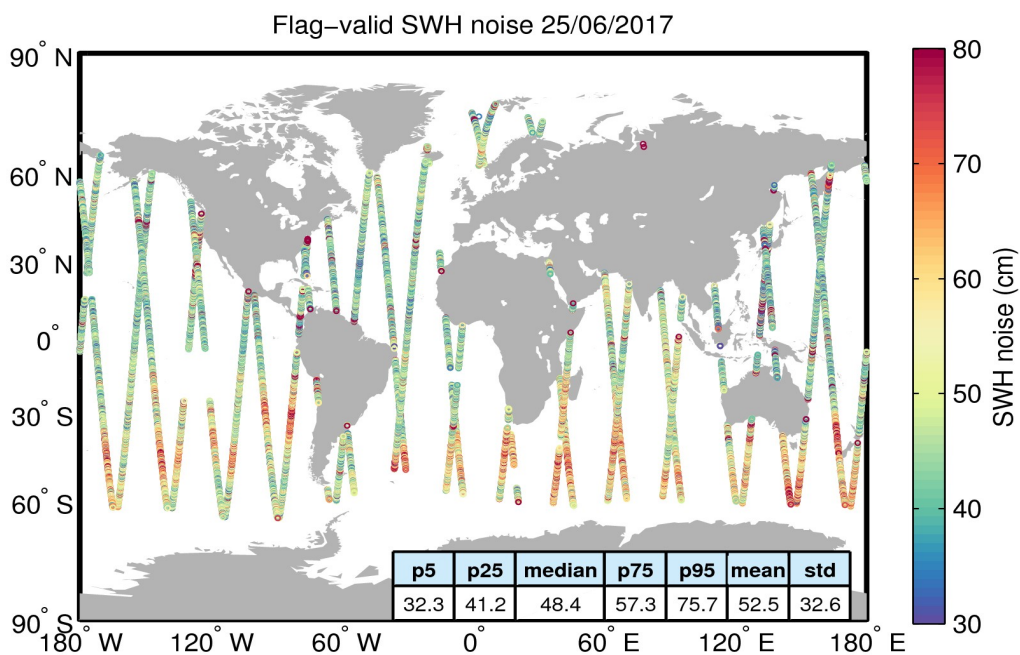 Flag−valid SWH noise 25/06/2017
90° N
60° N
30° N
0°
30° S
60° S
90° S
180° W
120° W
60° W
0°
60° E
120° E
180° E
80
70
60
50
40
30
SWH noise (cm)
p5 p25 median p75 p95 mean std
32.3 41.2 48.4 57.3 75.7 52.5 32.6